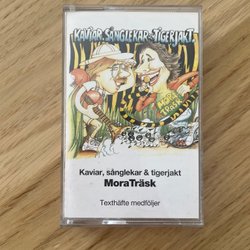 KAVIAR, SÅNGLEKAR & TIGERJAKT
Kaviar, sånglekar & tigerjakt
MoraTräsk
Texthäfte medföljer